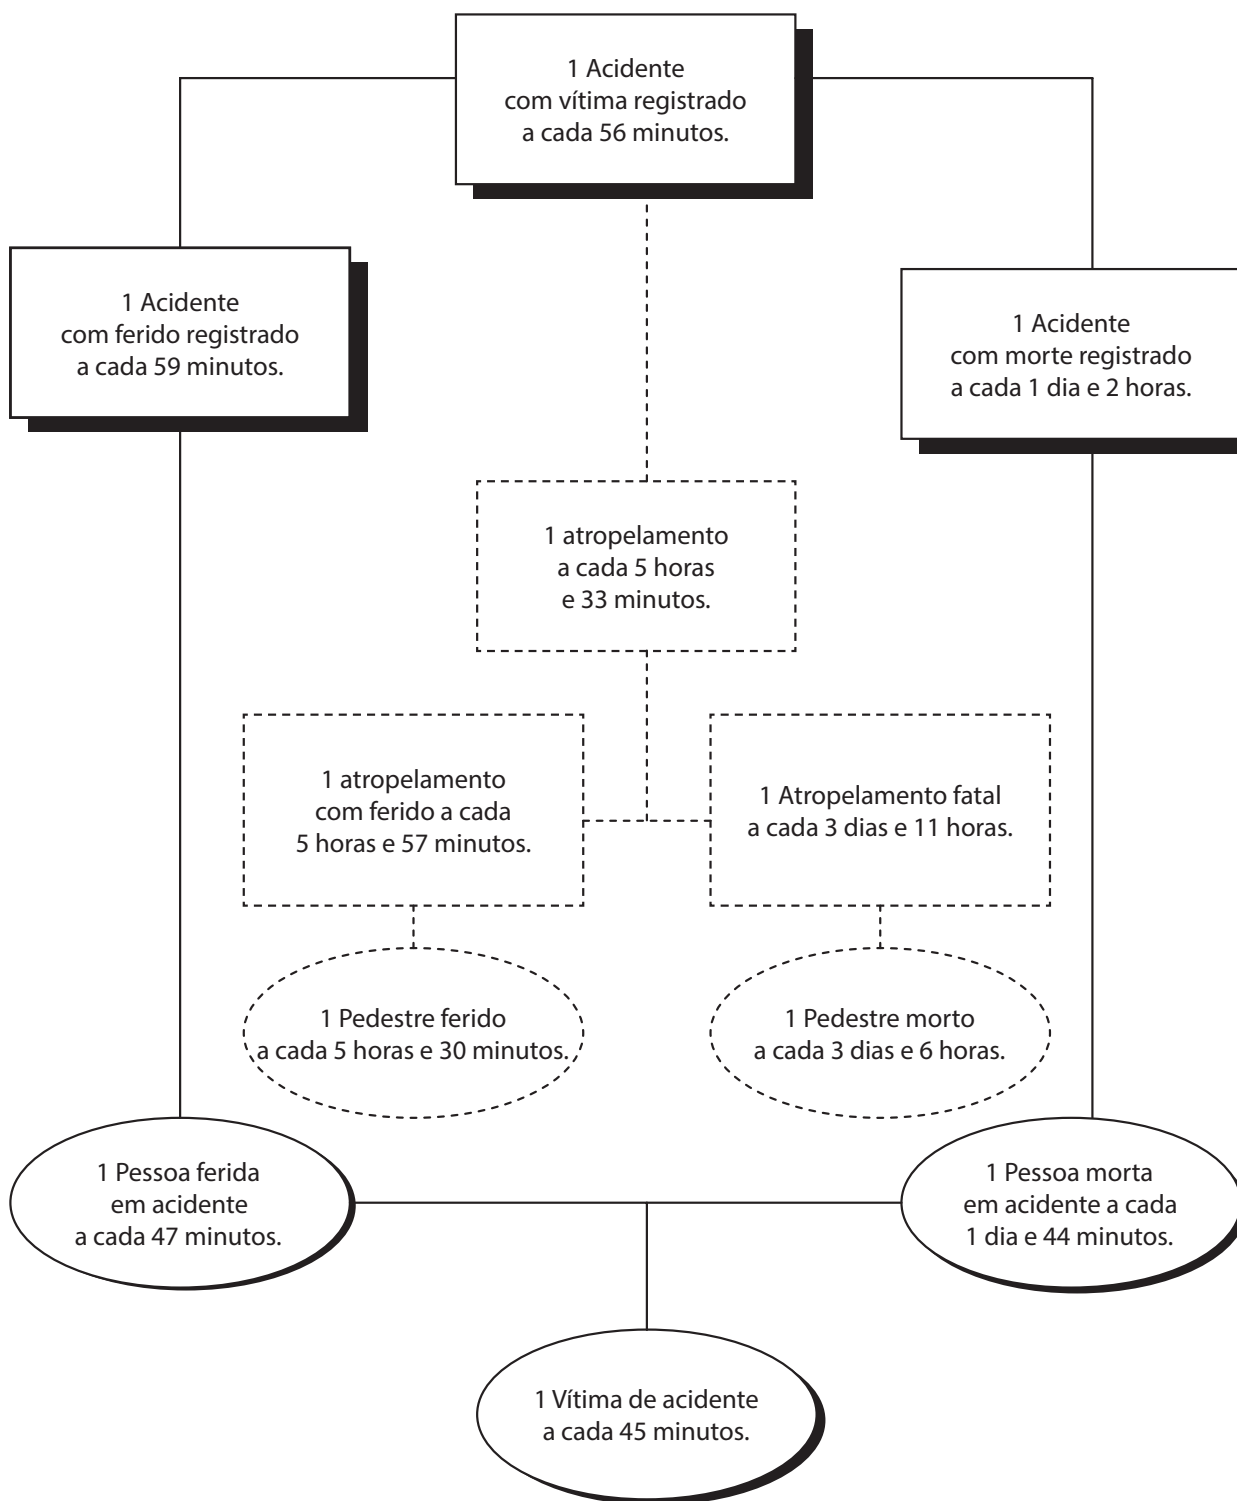 1 Acidente
com vítima registrado
a cada 56 minutos.
1 Acidente
com ferido registrado
a cada 59 minutos.
1 Acidente
com morte registrado
a cada 1 dia e 2 horas.
1 atropelamento
a cada 5 horas
e 33 minutos.
1 atropelamento
com ferido a cada
5 horas e 57 minutos.
1 Atropelamento fatal
a cada 3 dias e 11 horas.
1 Pedestre ferido
a cada 5 horas e 30 minutos.
1 Pedestre morto
a cada 3 dias e 6 horas.
1 Pessoa ferida
em acidente
a cada 47 minutos.
1 Pessoa morta
em acidente a cada
1 dia e 44 minutos.
1 Vítima de acidente
a cada 45 minutos.